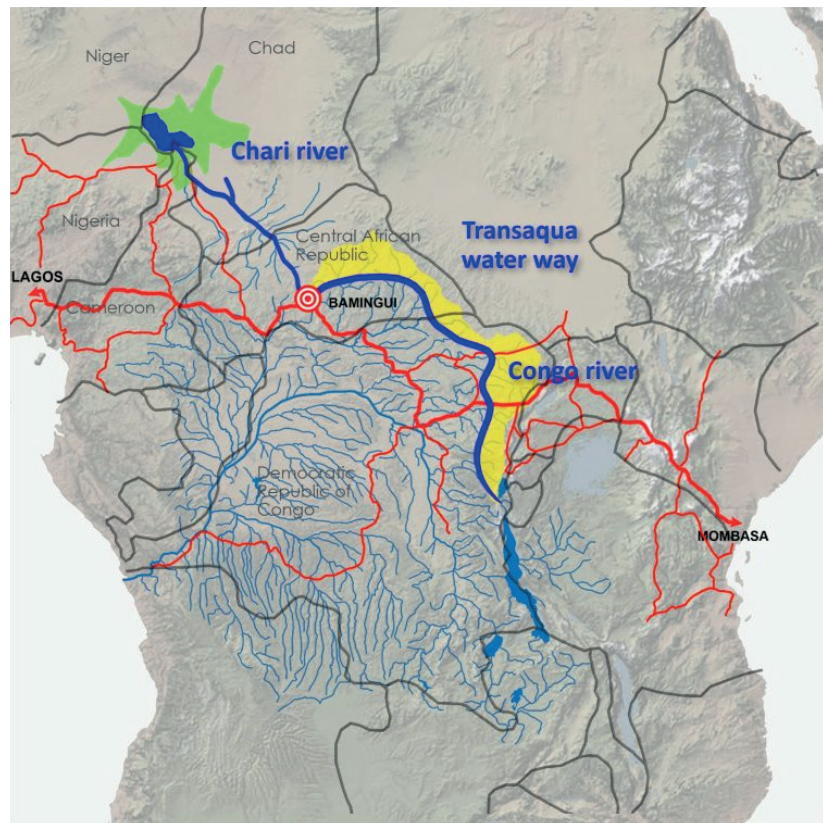 Niger
Chad
Chari river
Nigeria
Central African
Republic
Transaqua
water way
LAGOS
BAMINGUI
Cameroon
Congo river
Democratic
Republic of
Congo
MOMBASA